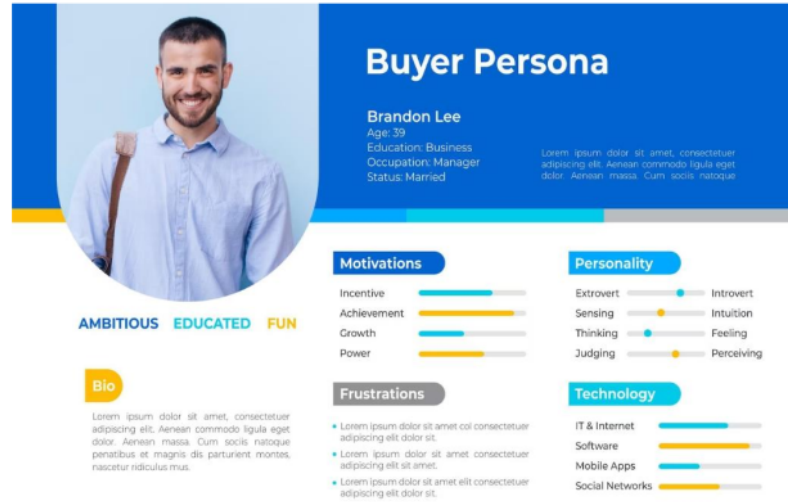 Buyer Persona
Brandon Lee
Age: 39
Education: Business
Occupation: Manager
Status: Married
Lorem ipsum dolor sit amet, consectetuer
adipiscing elit. Aenean commodo ligula eget
dolor. Aenean massa. Cum sociis natoque
AMBITIOUS EDUCATED FUN
Bio
Lorem ipsum dolor sit amet, consectetuer
adipiscing elit, Aenean commodo ligula eget
dolor. Aenean massa. Cum sociis natoque
penatibus et magnis dis parturient montes,
nascetur ridiculus mus.
Motivations
Incentive
Achievement
Growth
Power
Frustrations
• Lorem ipsum dolor sit amet col consectetuer
adipiscing elit dolor sit.
• Lorem ipsum dolor sit amet consectetuer
adipiscing elit sit amet.
• Lorem ipsum dolor sit amet elit consectetuer
adipiscing elit dolor sit.
Personality
Extrovert Introvert
Sensing Intuition
Thinking Feeling
Judging Perceiving
Technology
IT & Internet
Software
Mobile Apps
Social Networks